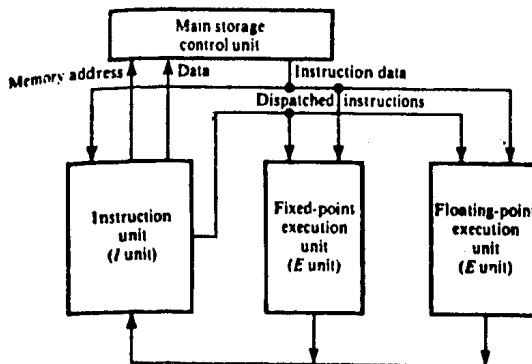 Main storage
control unit
Memory address
Data
Instruction data
Dispatched instructions
Instruction
unit
(I unit)
Fixed-point
execution
unit
(E unit)
Floating-point
execution
unit
(E unit)